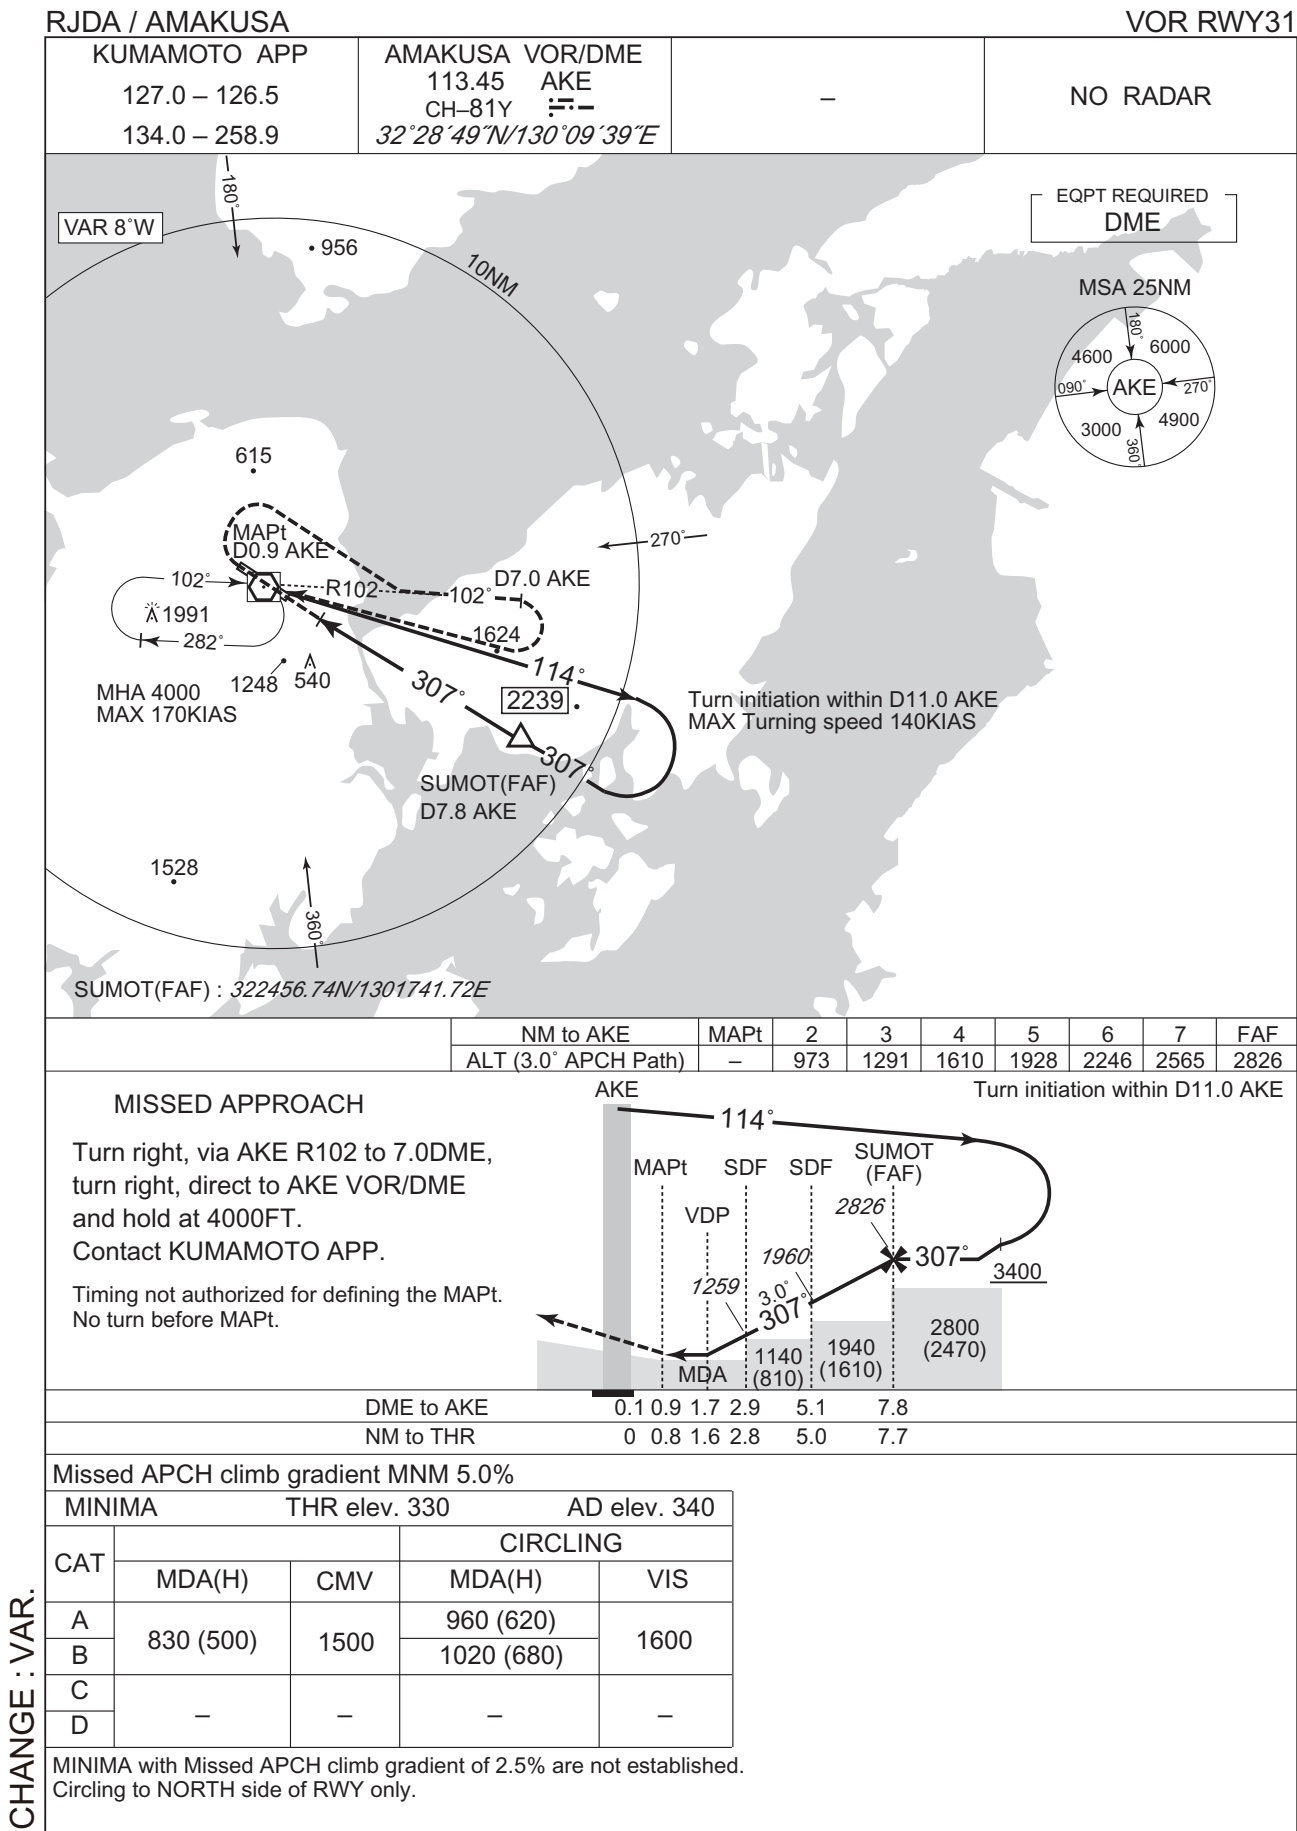 RJDA / AMAKUSA VOR RWY31
KUMAMOTO APP
127.0 – 126.5
134.0 – 258.9
AMAKUSA VOR/DME
113.45 AKE
CH–81Y
32°28´49˝N/130°09´39˝E
–
NO RADAR
180°
VAR 8°W
956
10NM
EQPT REQUIRED
DME
MSA 25NM
180°
4600 6000
090° AKE 270°
3000 4900
360°
615
MAPt
D0.9 AKE
270°
102° R102 102° D7.0 AKE
1991
282°
1624
114°
1248 540
307°
MHA 4000
MAX 170KIAS
2239
Turn initiation within D11.0 AKE
MAX Turning speed 140KIAS
307°
SUMOT(FAF)
D7.8 AKE
1528
360°
SUMOT(FAF) : 322456.74N/1301741.72E
NM to AKE MAPt 2 3 4 5 6 7 FAF
ALT (3.0° APCH Path) – 973 1291 1610 1928 2246 2565 2826
MISSED APPROACH
Turn right, via AKE R102 to 7.0DME,
turn right, direct to AKE VOR/DME
and hold at 4000FT.
Contact KUMAMOTO APP.
Timing not authorized for defining the MAPt.
No turn before MAPt.
AKE Turn initiation within D11.0 AKE
114°
MAPt SDF SDF SUMOT
(FAF)
VDP 2826
1960
307°
1259 3.0° 3400
307°
MDA 1140
(810)
1940
(1610)
2800
(2470)
DME to AKE 0.1 0.9 1.7 2.9 5.1 7.8
NM to THR 0 0.8 1.6 2.8 5.0 7.7
Missed APCH climb gradient MNM 5.0%
MINIMA THR elev. 330 AD elev. 340
CAT CIRCLING
MDA(H) CMV MDA(H) VIS
A 830 (500) 1500 960 (620) 1600
B 1020 (680)
C – – – –
D
MINIMA with Missed APCH climb gradient of 2.5% are not established.
Circling to NORTH side of RWY only.
CHANGE : VAR.